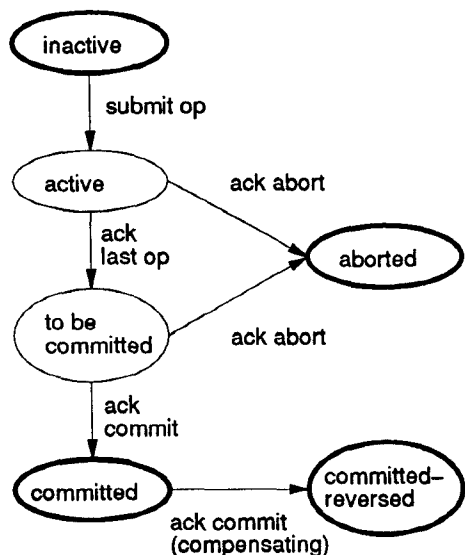 inactive
submit op
active
ack abort
ack
last op
aborted
to be
committed
ack abort
ack
commit
committed
committed–
reversed
ack commit
(compensating)